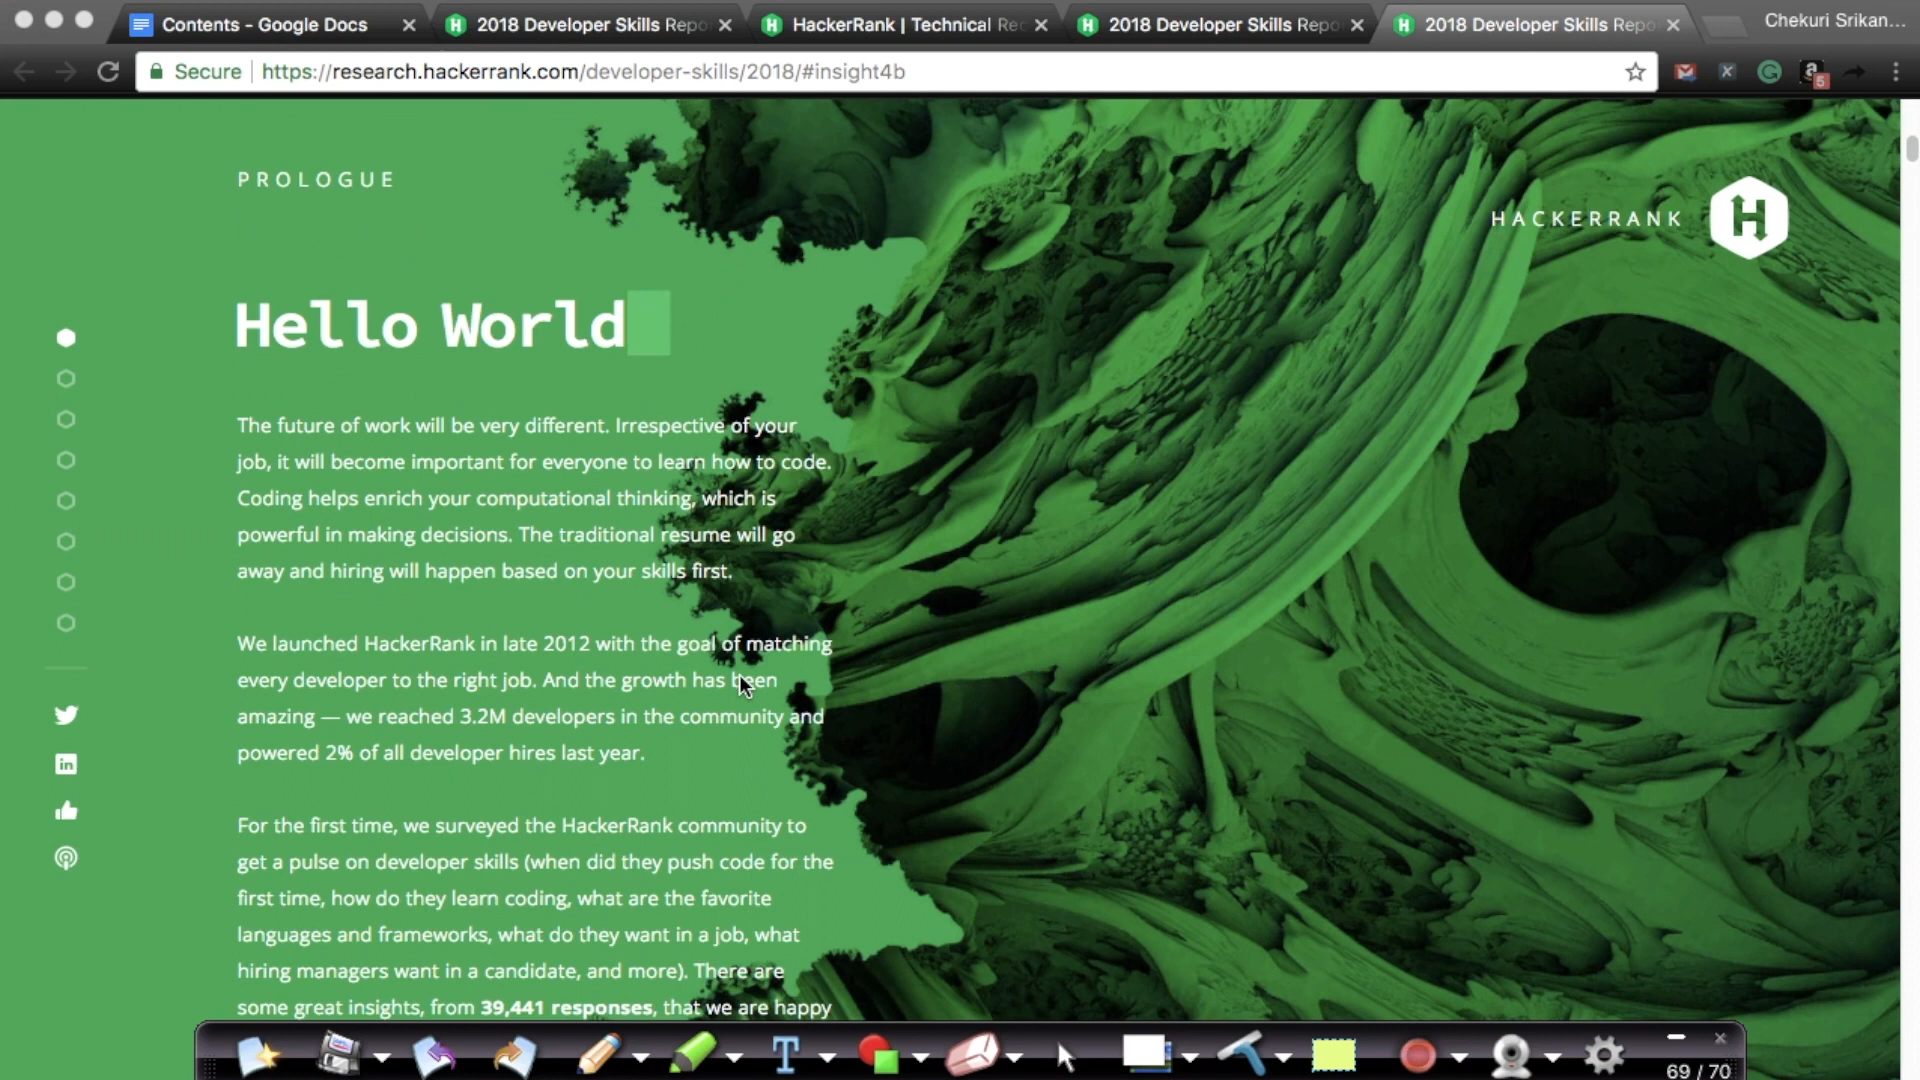 Contents - Google Docs
2018 Developer Skills Repo
HackerRank | Technical Rec
2018 Developer Skills Repo
2018 Developer Skills Repo
Chekuri Srikan...
Secure
https://research.hackerrank.com/developer-skills/2018/#insight4b
5
PROLOGUE
HACKERRANK
H
Hello World
The future of work will be very different. Irrespective of your
job, it will become important for everyone to learn how to code.
Coding helps enrich your computational thinking, which is
powerful in making decisions. The traditional resume will go
away and hiring will happen based on your skills first.
We launched HackerRank in late 2012 with the goal of matching
every developer to the right job. And the growth has been
amazing — we reached 3.2M developers in the community and
powered 2% of all developer hires last year.
For the first time, we surveyed the HackerRank community to
get a pulse on developer skills (when did they push code for the
first time, how do they learn coding, what are the favorite
languages and frameworks, what do they want in a job, what
hiring managers want in a candidate, and more). There are
some great insights, from 39,441 responses, that we are happy
69 / 70